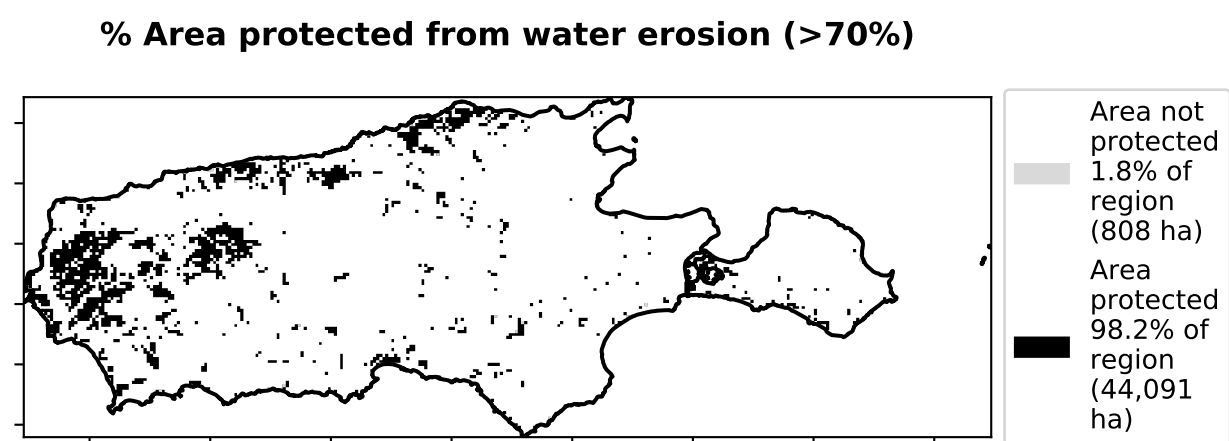 % Area protected from water erosion (>70%)
Area not
protected
1.8% of
region
(808 ha)
Area
protected
98.2% of
region
(44,091
ha)